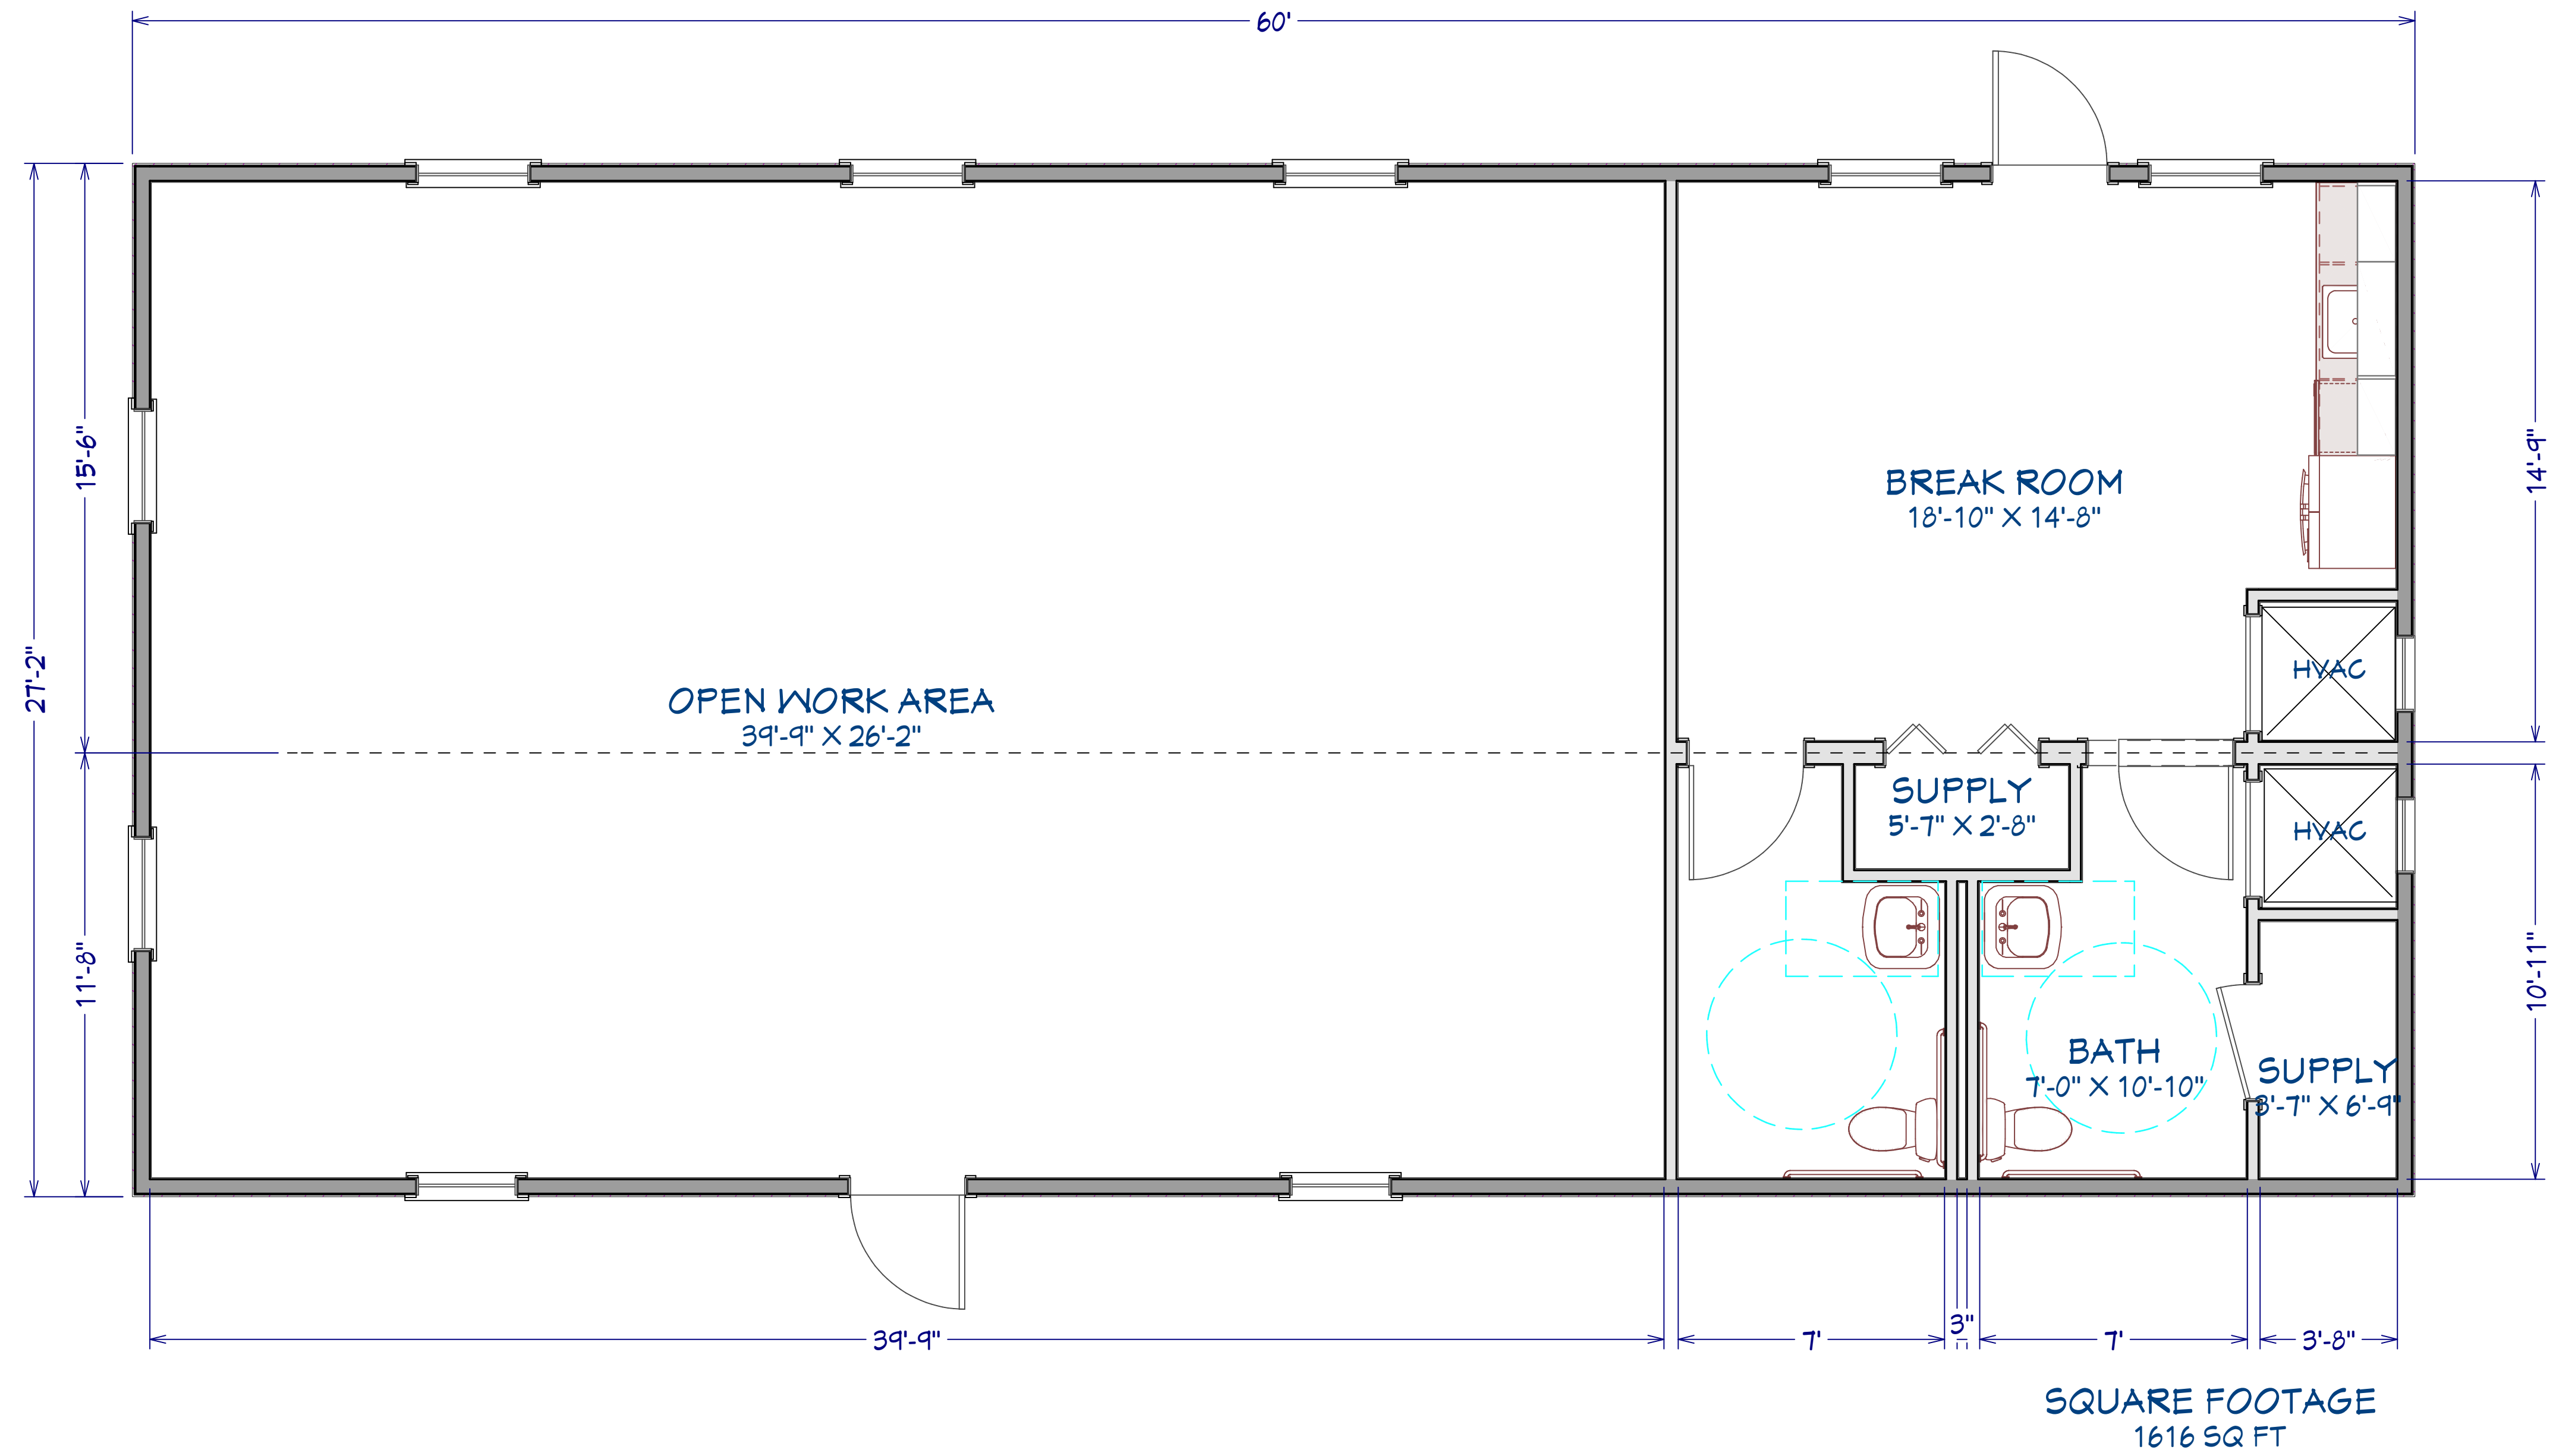 60'
27'-2"
15'-6"
11'-8"
14'-9"
10'-11"
BREAK ROOM
18'-10" X 14'-8"
HVAC
OPEN WORK AREA
39'-9" X 26'-2"
SUPPLY
5'-7" X 2'-8"
HVAC
BATH
7'-0" X 10'-10"
SUPPLY
3'-7" X 6'-9"
39'-9"
7'
3"
7'
3'-8"
SQUARE FOOTAGE
1616 SQ FT